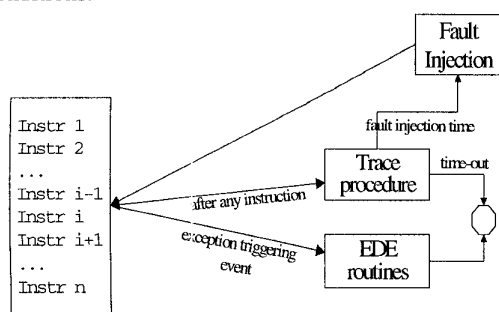 Fault
Injection
fault injection time
Instr 1
Instr 2
...
Instr i-1
Instr i
Instr i+1
...
Instr n
Trace
procedure
time-out
after any instruction
exception triggering
event
EDE
routines